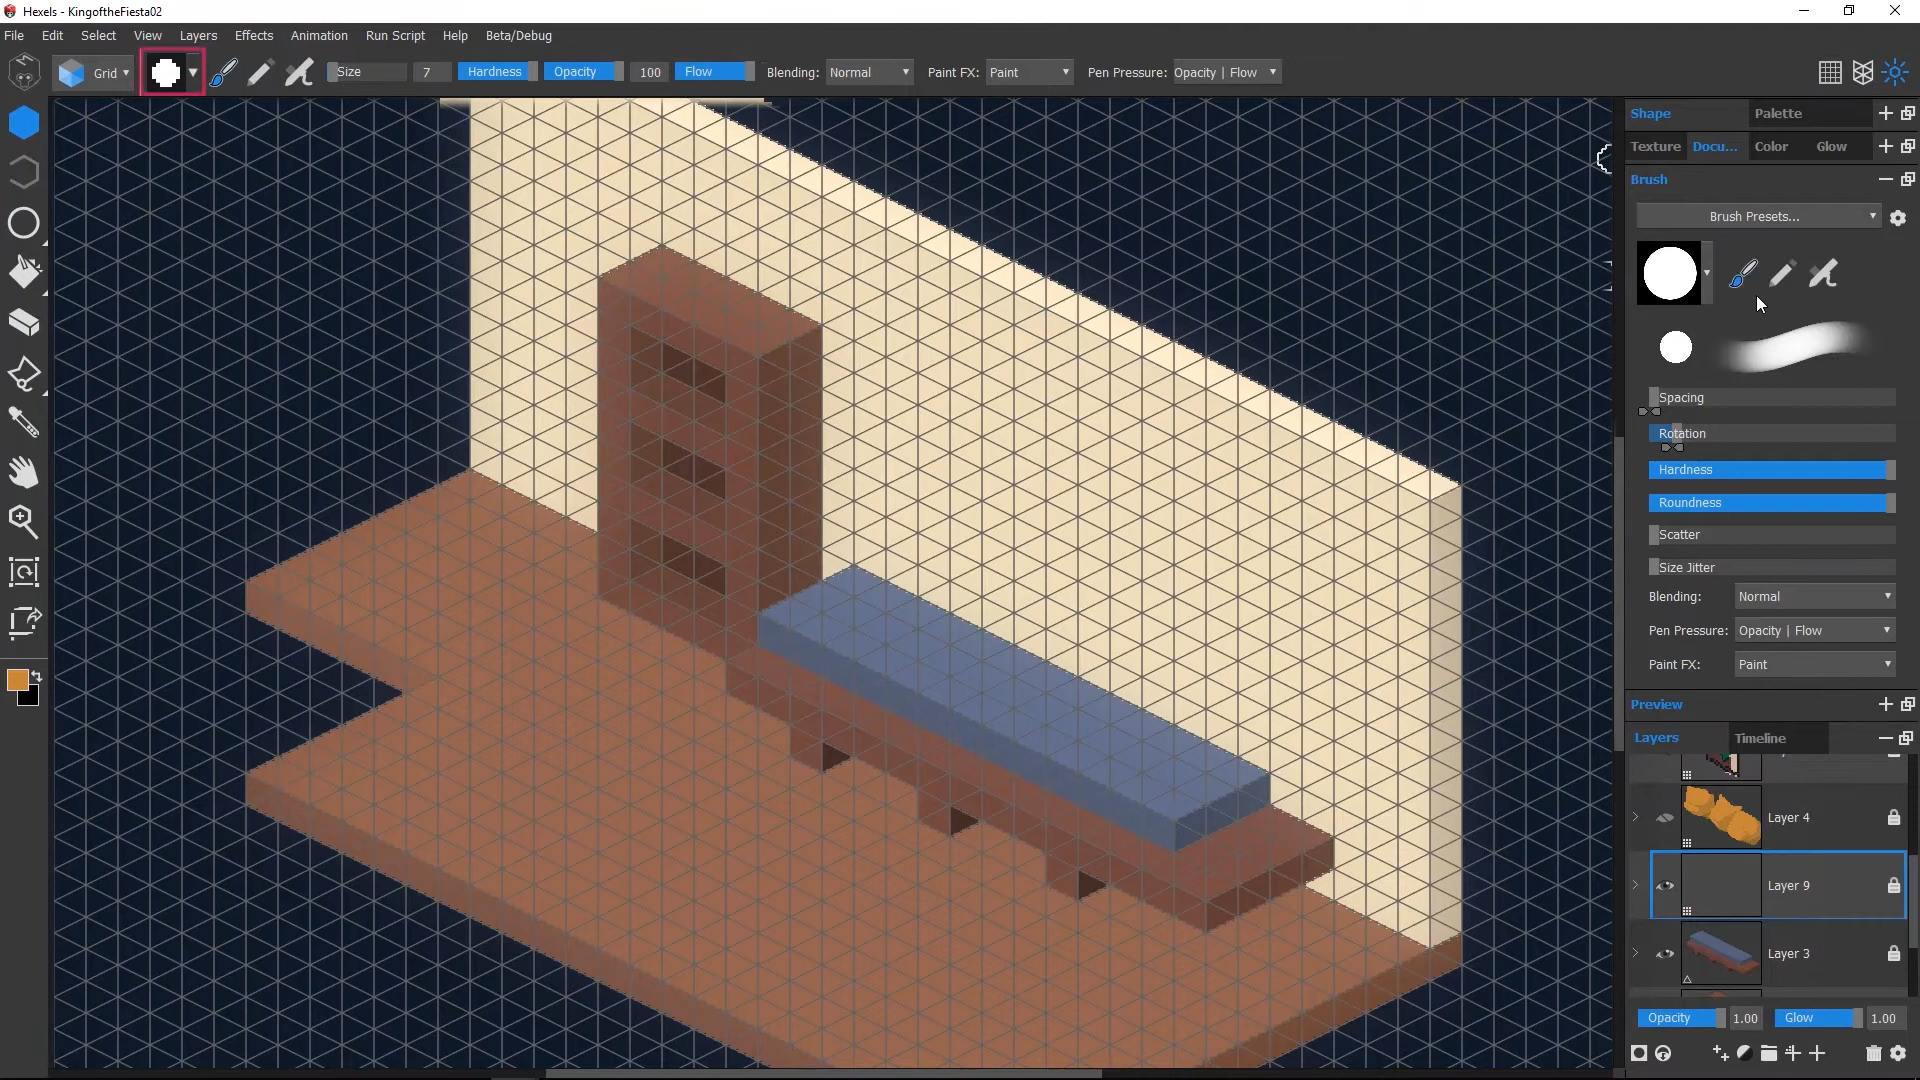 Hexels - KingoftheFiesta02
File Edit Select View Layers Effects Animation Run Script Help Beta/Debug
Grid Size 7 Hardness Opacity 100 Flow Blending: Normal Paint FX: Paint Pen Pressure: Opacity | Flow
Shape Palette
Texture Docu... Color Glow
Brush
Brush Presets...
Spacing
Rotation
Hardness
Roundness
Scatter
Size Jitter
Blending: Normal
Pen Pressure: Opacity | Flow
Paint FX: Paint
Preview
Layers Timeline
Layer 4
Layer 9
Layer 3
Opacity 1.00 Glow 1.00